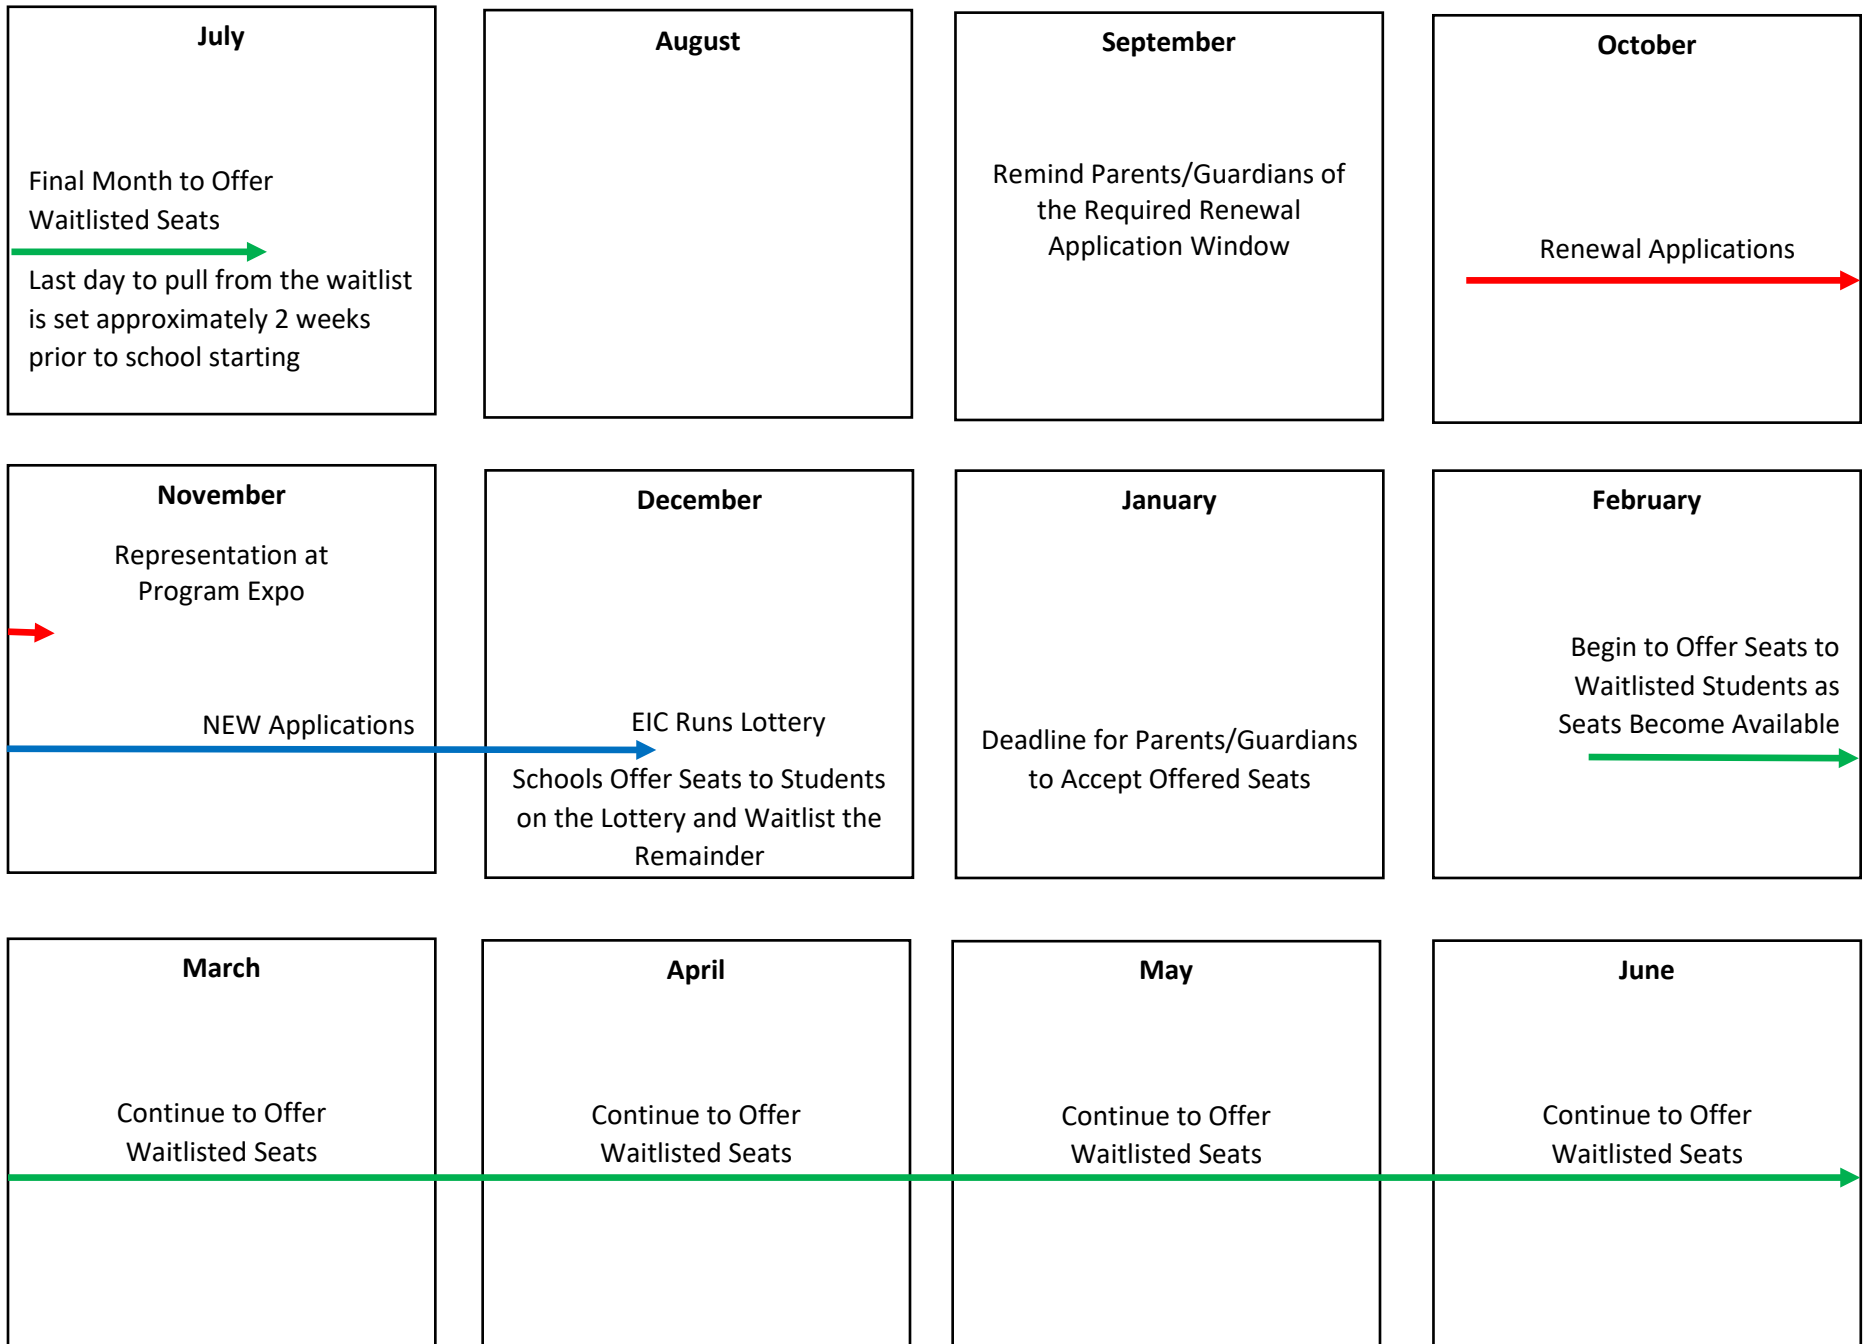 July
Final Month to Offer
Waitlisted Seats
Last day to pull from the waitlist
is set approximately 2 weeks
prior to school starting
August
September
Remind Parents/Guardians of
the Required Renewal
Application Window
October
Renewal Applications
November
Representation at
Program Expo
NEW Applications
December
EIC Runs Lottery
Schools Offer Seats to Students
on the Lottery and Waitlist the
Remainder
January
Deadline for Parents/Guardians
to Accept Offered Seats
February
Begin to Offer Seats to
Waitlisted Students as
Seats Become Available
March
Continue to Offer
Waitlisted Seats
April
Continue to Offer
Waitlisted Seats
May
Continue to Offer
Waitlisted Seats
June
Continue to Offer
Waitlisted Seats